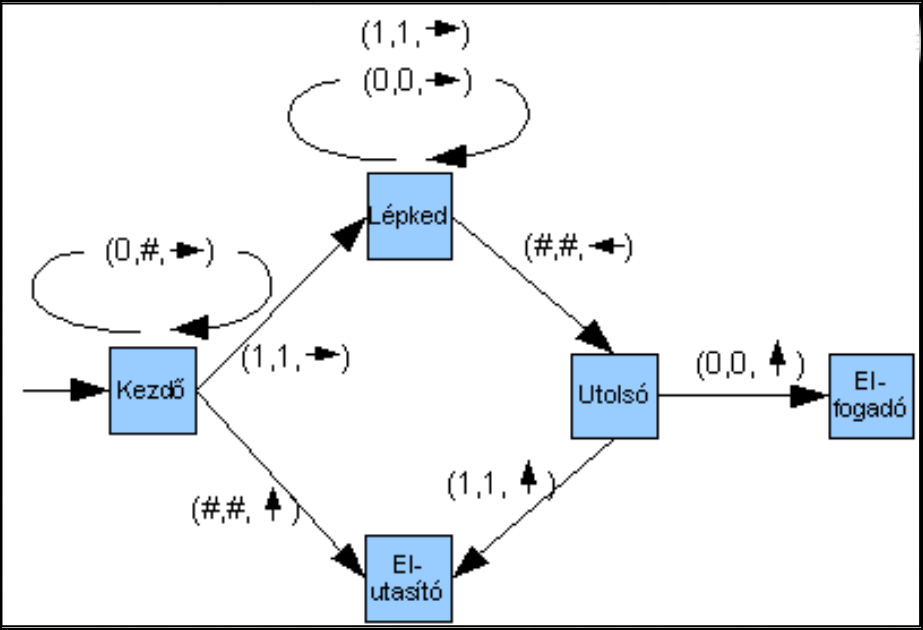 (1,1,→)
(0,0,→)
Lépked
(0,#,→)
(#,#,←)
(1,1,→)
Kezdő
(0,0,↑)
Utolsó
El-
fogadó
(#,#,↑)
(1,1,↑)
El-
utasító